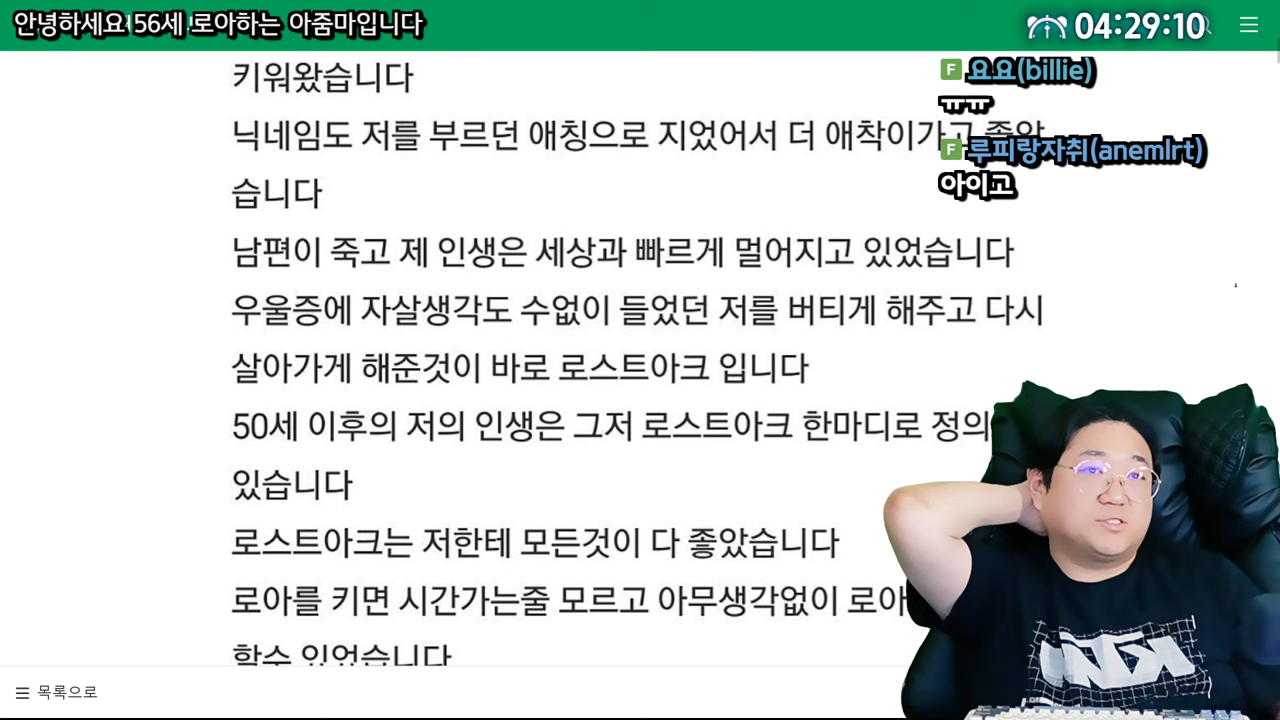 안녕하세요 56세 로아하는 아줌마입니다
04:29:10
키워왔습니다
닉네임도 저를 부르던 애칭으로 지었어서 더 애착이가고 좋았
습니다
남편이 죽고 제 인생은 세상과 빠르게 멀어지고 있었습니다
우울증에 자살생각도 수없이 들었던 저를 버티게 해주고 다시
살아가게 해준것이 바로 로스트아크 입니다
50세 이후의 저의 인생은 그저 로스트아크 한마디로 정의
있습니다
로스트아크는 저한테 모든것이 다 좋았습니다
로아를 키면 시간가는줄 모르고 아무생각없이 로아
할수 있었습니다
F 요요(billie)
ㅠㅠ
F 루피랑자취(anemlrt)
아이고
목록으로